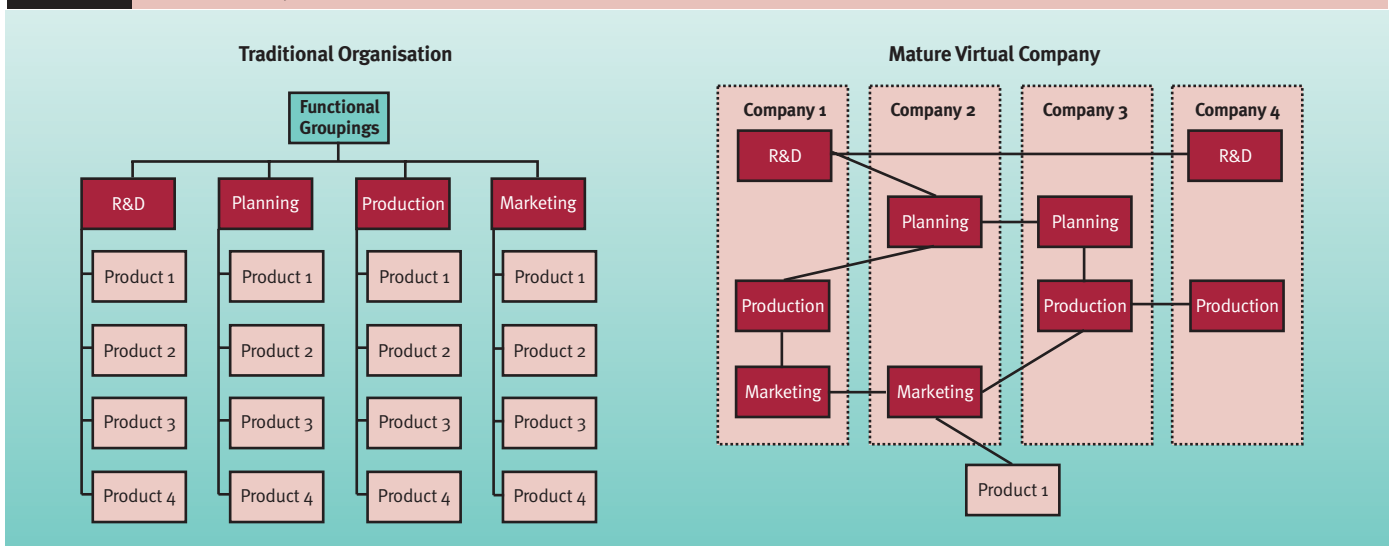 Traditional Organisation
Functional
Groupings
R&D
Planning
Production
Marketing
Product 1
Product 1
Product 1
Product 1
Product 2
Product 2
Product 2
Product 2
Product 3
Product 3
Product 3
Product 3
Product 4
Product 4
Product 4
Product 4
Mature Virtual Company
Company 1
Company 2
Company 3
Company 4
R&D
R&D
Planning
Planning
Production
Production
Production
Marketing
Marketing
Product 1